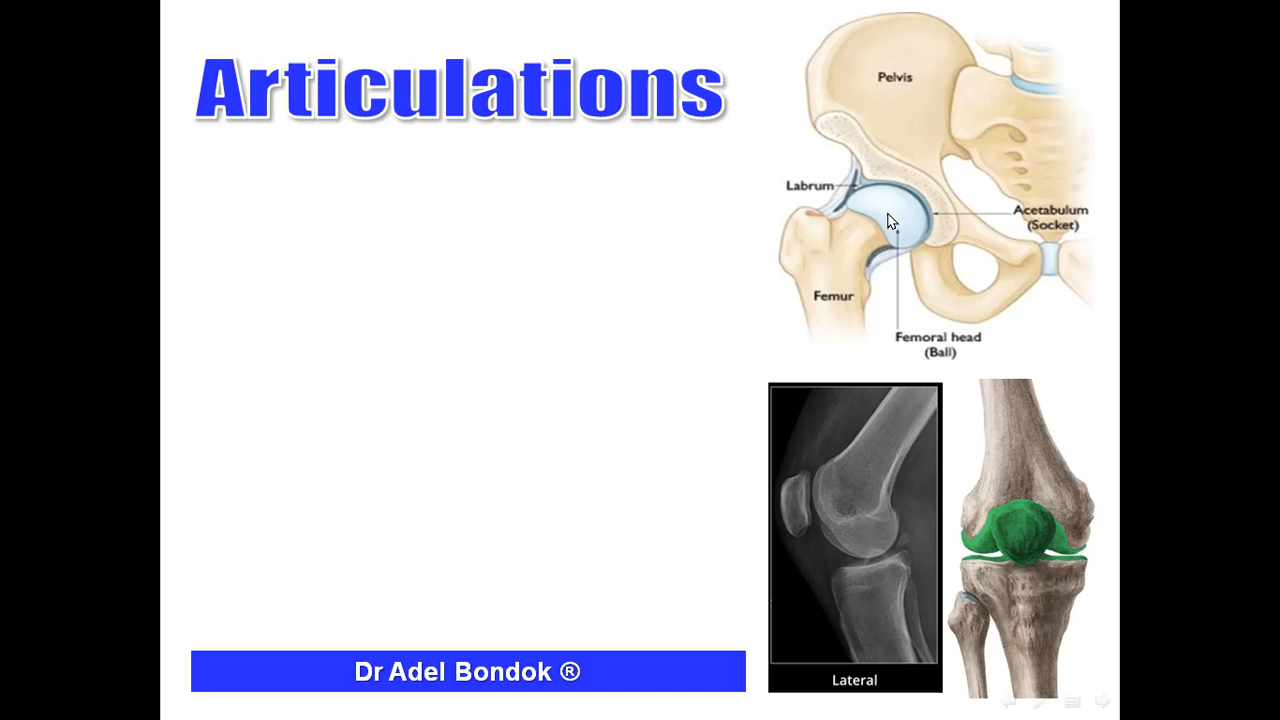 Articulations
Pelvis
Labrum
Acetabulum
(Socket)
Femur
Femoral head
(Ball)
Lateral
Dr Adel Bondok ®